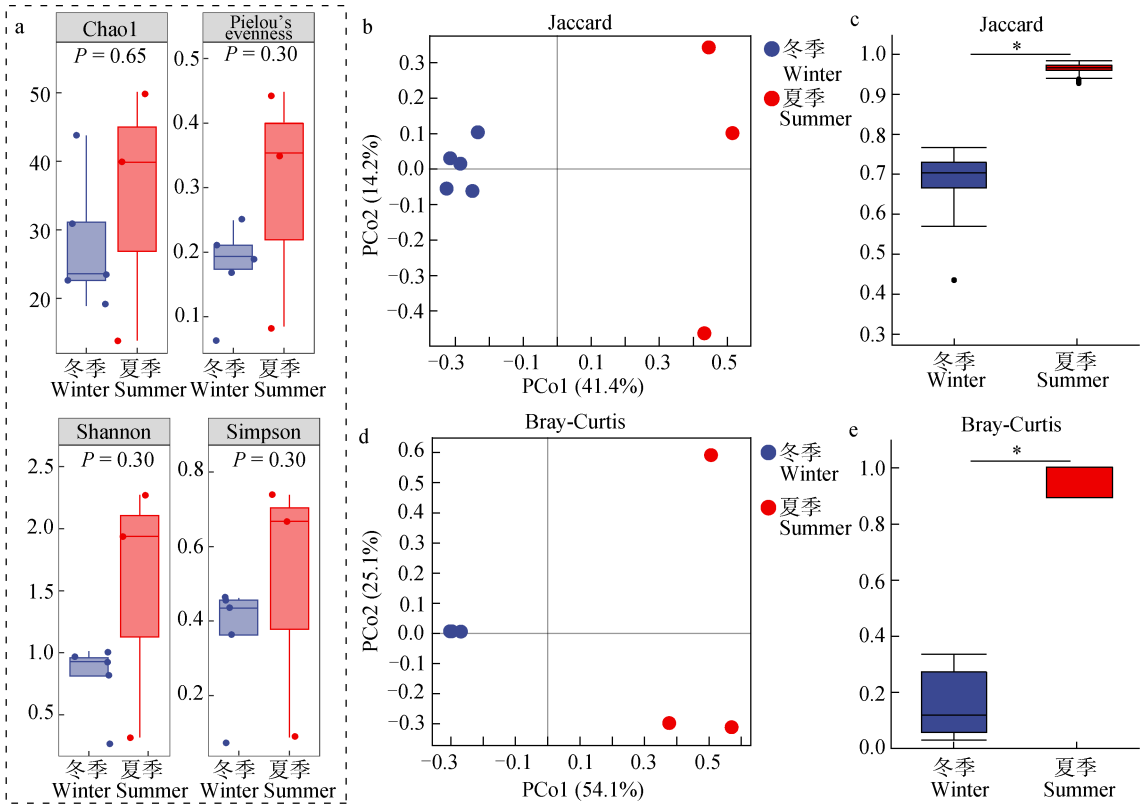 a
Chao1
P = 0.65
50
40
30
20
冬季
夏季
Winter
Summer
Pielou's
evenness
P = 0.30
0.5
0.4
0.3
0.2
0.1
冬季
夏季
Winter
Summer
Shannon
P = 0.30
2.5
2.0
1.5
1.0
0.5
冬季
夏季
Winter
Summer
Simpson
P = 0.30
0.8
0.6
0.4
0.2
冬季
夏季
Winter
Summer
b
Jaccard
PCo2 (14.2%)
0.3
0.2
0.1
0.0
−0.1
−0.2
−0.3
−0.4
−0.3
−0.1
0.1
0.3
0.5
PCo1 (41.4%)
冬季
Winter
夏季
Summer
c
Jaccard
*
1.0
0.9
0.8
0.7
0.6
0.5
0.4
0.3
冬季
夏季
Winter
Summer
d
Bray-Curtis
PCo2 (25.1%)
0.6
0.5
0.4
0.3
0.2
0.1
0.0
−0.1
−0.2
−0.3
−0.3
−0.1
0.1
0.3
0.5
PCo1 (54.1%)
冬季
Winter
夏季
Summer
e
Bray-Curtis
*
1.0
0.8
0.6
0.4
0.2
0.0
冬季
夏季
Winter
Summer